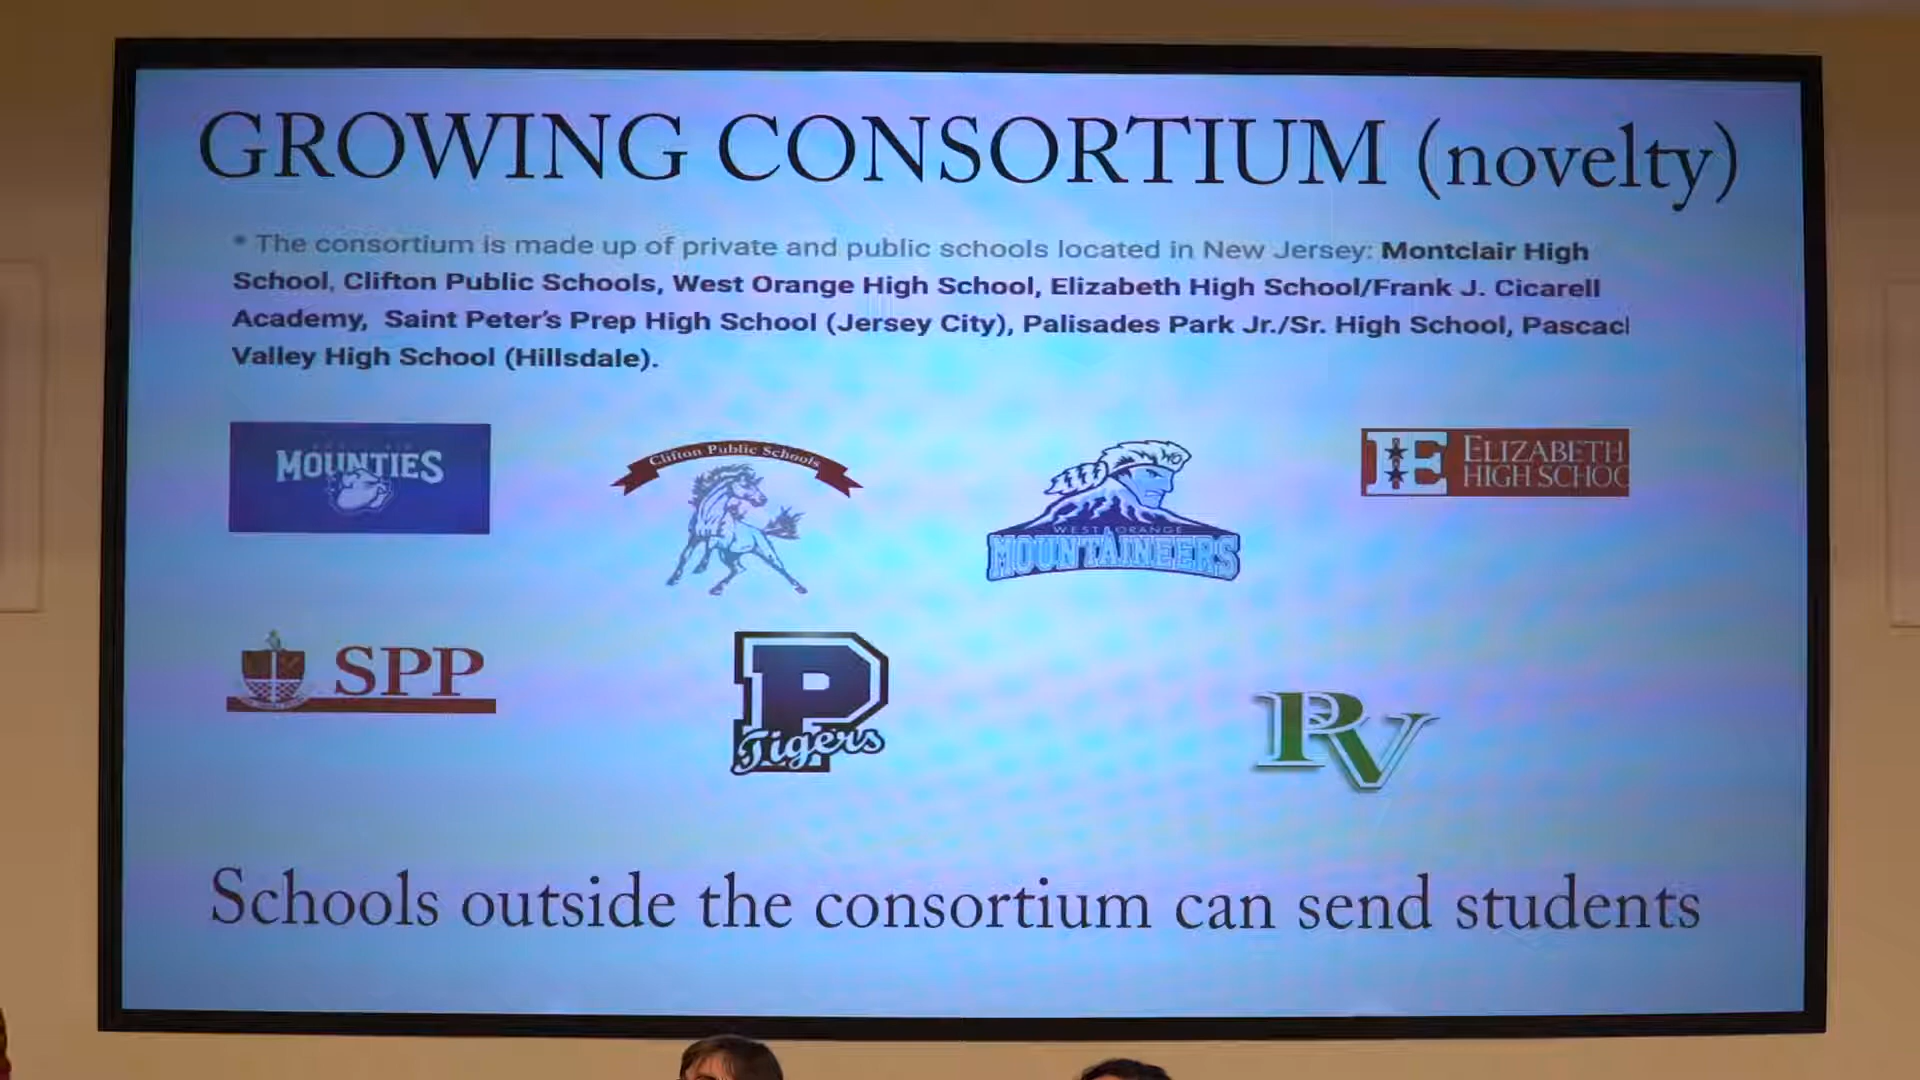 GROWING CONSORTIUM (novelty)
* The consortium is made up of private and public schools located in New Jersey: Montclair High
School, Clifton Public Schools, West Orange High School, Elizabeth High School/Frank J. Cicarell
Academy, Saint Peter's Prep High School (Jersey City), Palisades Park Jr./Sr. High School, Pascacl
Valley High School (Hillsdale).
MOUNTIES
Clifton Public Schools
WEST ORANGE
MOUNTAINEERS
E ELIZABETH
HIGH SCHOO
SPP
P
Tigers
PV
Schools outside the consortium can send students